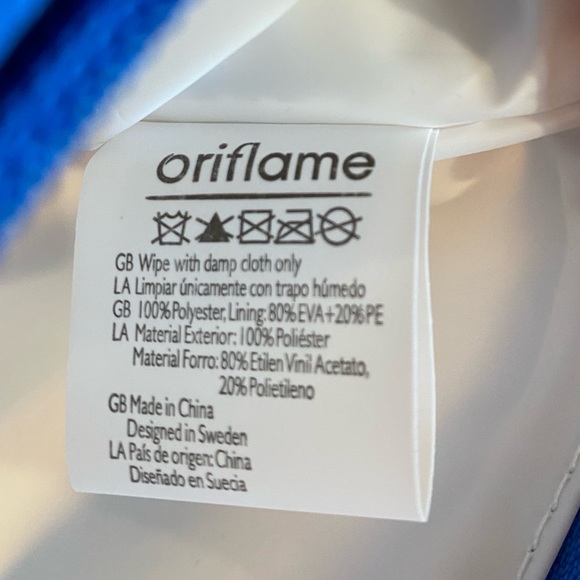 oriflame
GB Wipe with damp cloth only
LA Limpiar únicamente con trapo húmedo
GB 100% Polyester, Lining: 80% EVA+20% PE
LA Material Exterior: 100% Poliéster
Material Forro: 80% Etilen Vinil Acetato,
20% Polietileno
GB Made in China
Designed in Sweden
LA País de origen: China
Diseñado en Suecia